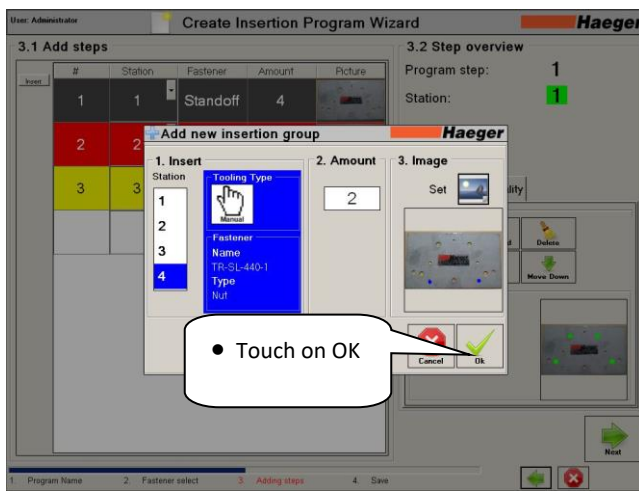 User: Administrator
Create Insertion Program Wizard
Haeger
3.1 Add steps
3.2 Step overview
Insert
# Station Fastener Amount Picture
1 1 Standoff 4
2 2
3 3
Program step: 1
Station: 1
Add new insertion group
Haeger
1. Insert
Station
1
2
3
4
Tooling Type
Manual
Fastener
Name
TR-SL-440-1
Type
Nut
2. Amount
2
3. Image
Set
Cancel
Ok
Delete
Move Down
• Touch on OK
Next
1. Program Name 2. Fastener select 3. Adding steps 4. Save